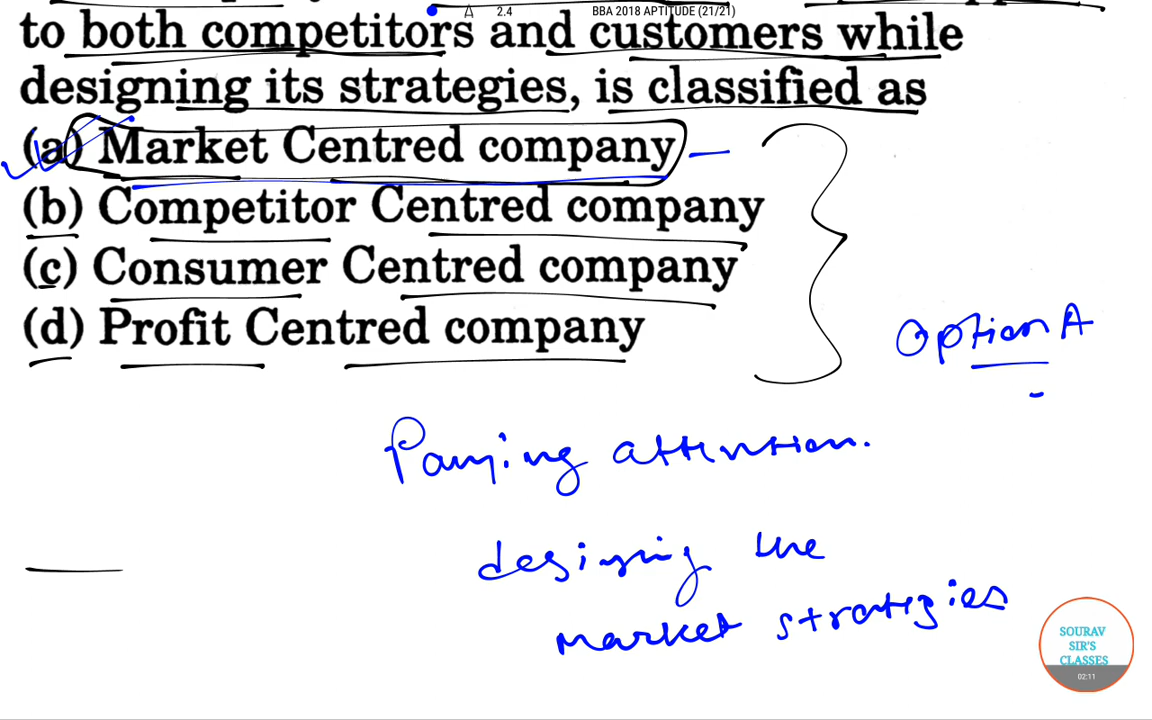 2.4 BBA 2018 APTITUDE (21/21)
to both competitors and customers while
designing its strategies, is classified as
(a) Market Centred company
(b) Competitor Centred company
(c) Consumer Centred company
(d) Profit Centred company
Option A
Paying attention.
designing the
market strategies
SOURAV
SIR'S
CLASSES
02:11